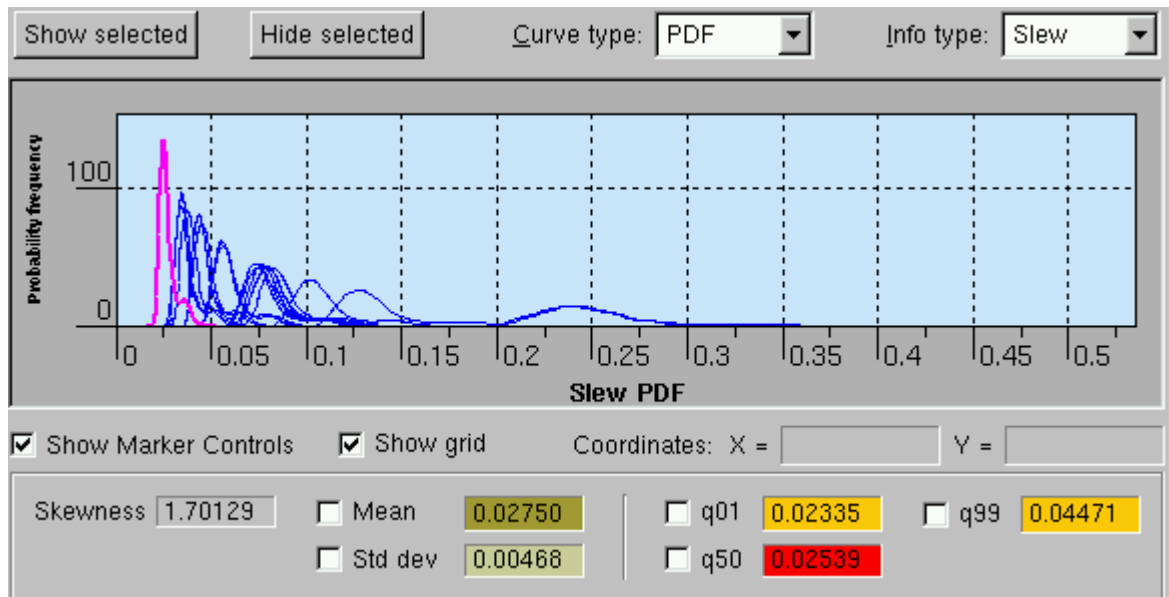 Show selected Hide selected Curve type: PDF Info type: Slew
Probability frequency
100
0
0 0.05 0.1 0.15 0.2 0.25 0.3 0.35 0.4 0.45 0.5
Slew PDF
Show Marker Controls Show grid Coordinates: X = Y =
Skewness 1.70129 Mean 0.02750 q01 0.02335 q99 0.04471
Std dev 0.00468 q50 0.02539